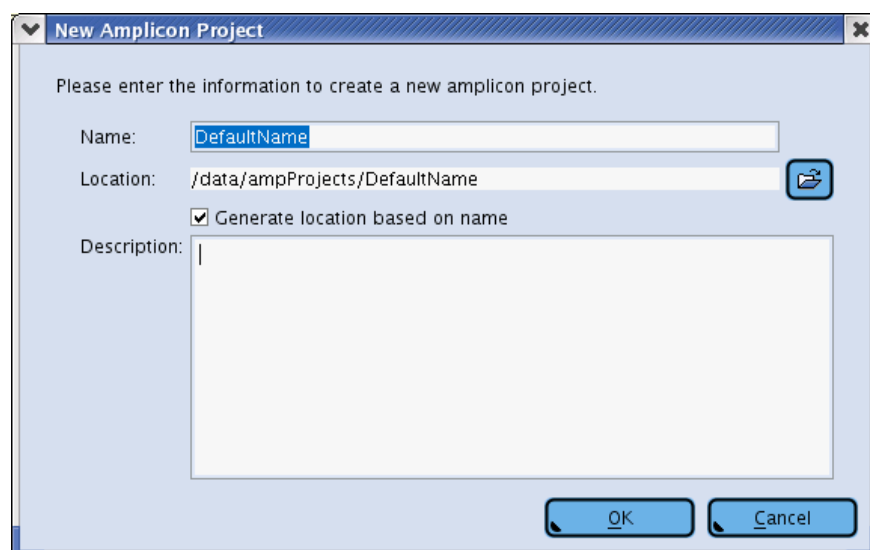 New Amplicon Project
Please enter the information to create a new amplicon project.
Name: DefaultName
Location: /data/ampProjects/DefaultName
Generate location based on name
Description:
OK Cancel